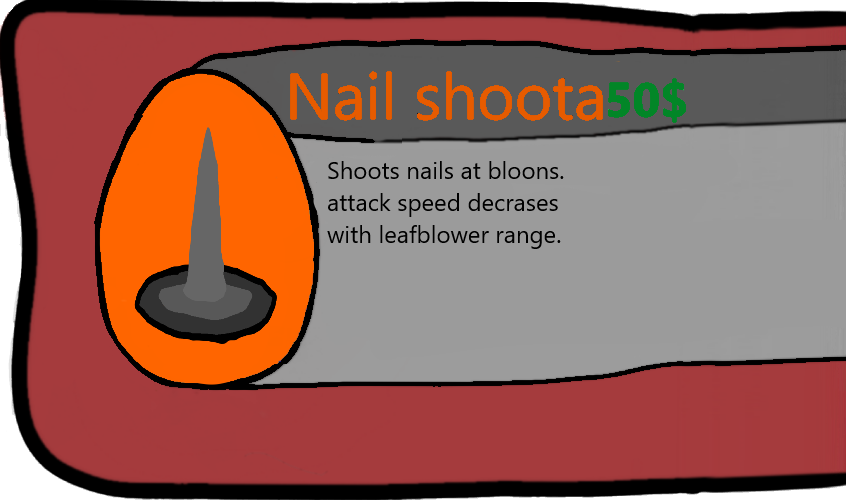 Nail shoota50$
Shoots nails at bloons.
attack speed decrases
with leafblower range.